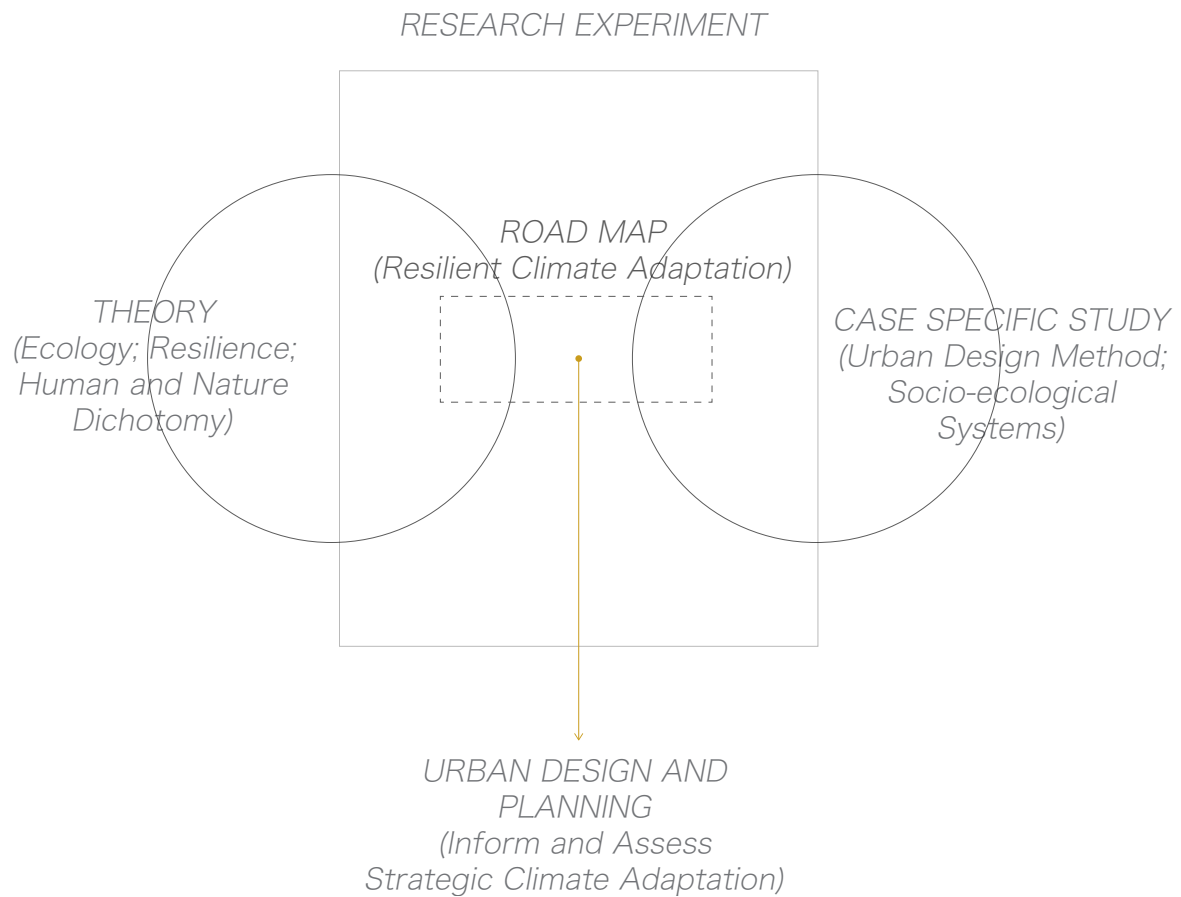 RESEARCH EXPERIMENT
ROAD MAP
(Resilient Climate Adaptation)
THEORY
(Ecology; Resilience;
Human and Nature
Dichotomy)
CASE SPECIFIC STUDY
(Urban Design Method;
Socio-ecological
Systems)
URBAN DESIGN AND
PLANNING
(Inform and Assess
Strategic Climate Adaptation)